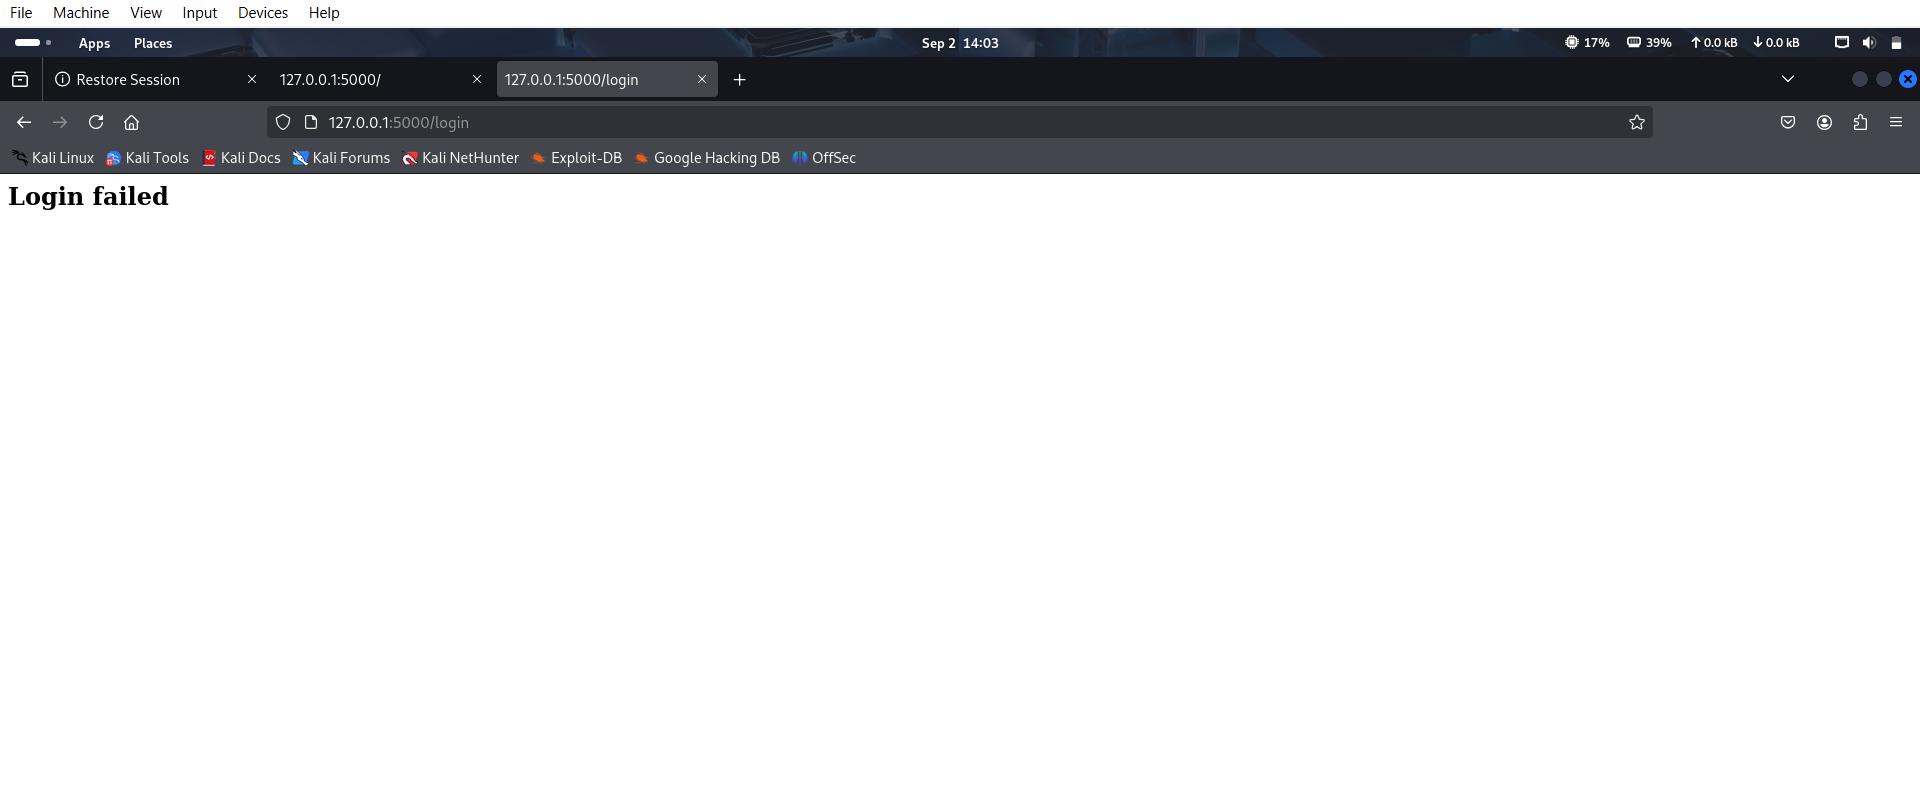 File Machine View Input Devices Help
Apps Places Sep 2 14:03 17% 39% 0.0 kB 0.0 kB
Restore Session 127.0.0.1:5000/ 127.0.0.1:5000/login
127.0.0.1:5000/login
Kali Linux Kali Tools Kali Docs Kali Forums Kali NetHunter Exploit-DB Google Hacking DB OffSec
Login failed